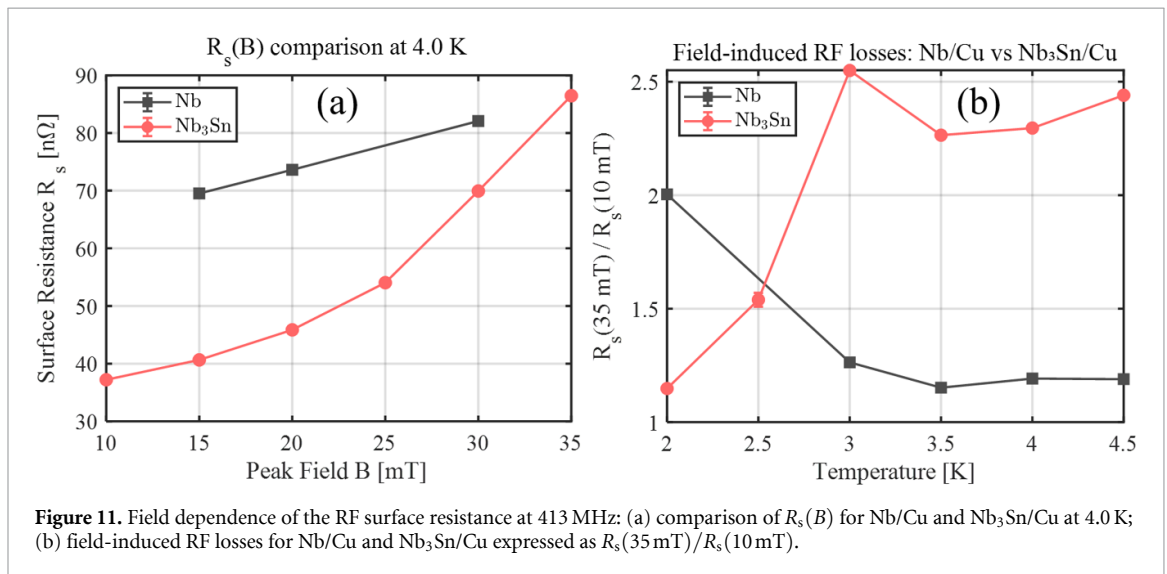 R_s(B) comparison at 4.0 K
(a)
Nb
Nb₃Sn
Surface Resistance R_s [nΩ]
90
80
70
60
50
40
30
10 15 20 25 30 35
Peak Field B [mT]
Field-induced RF losses: Nb/Cu vs Nb₃Sn/Cu
(b)
Nb
Nb₃Sn
R_s(35 mT) / R_s(10 mT)
2.5
2
1.5
1
2 2.5 3 3.5 4 4.5
Temperature [K]
Figure 11. Field dependence of the RF surface resistance at 413 MHz: (a) comparison of R_s(B) for Nb/Cu and Nb₃Sn/Cu at 4.0 K;
(b) field-induced RF losses for Nb/Cu and Nb₃Sn/Cu expressed as R_s(35 mT)/R_s(10 mT).